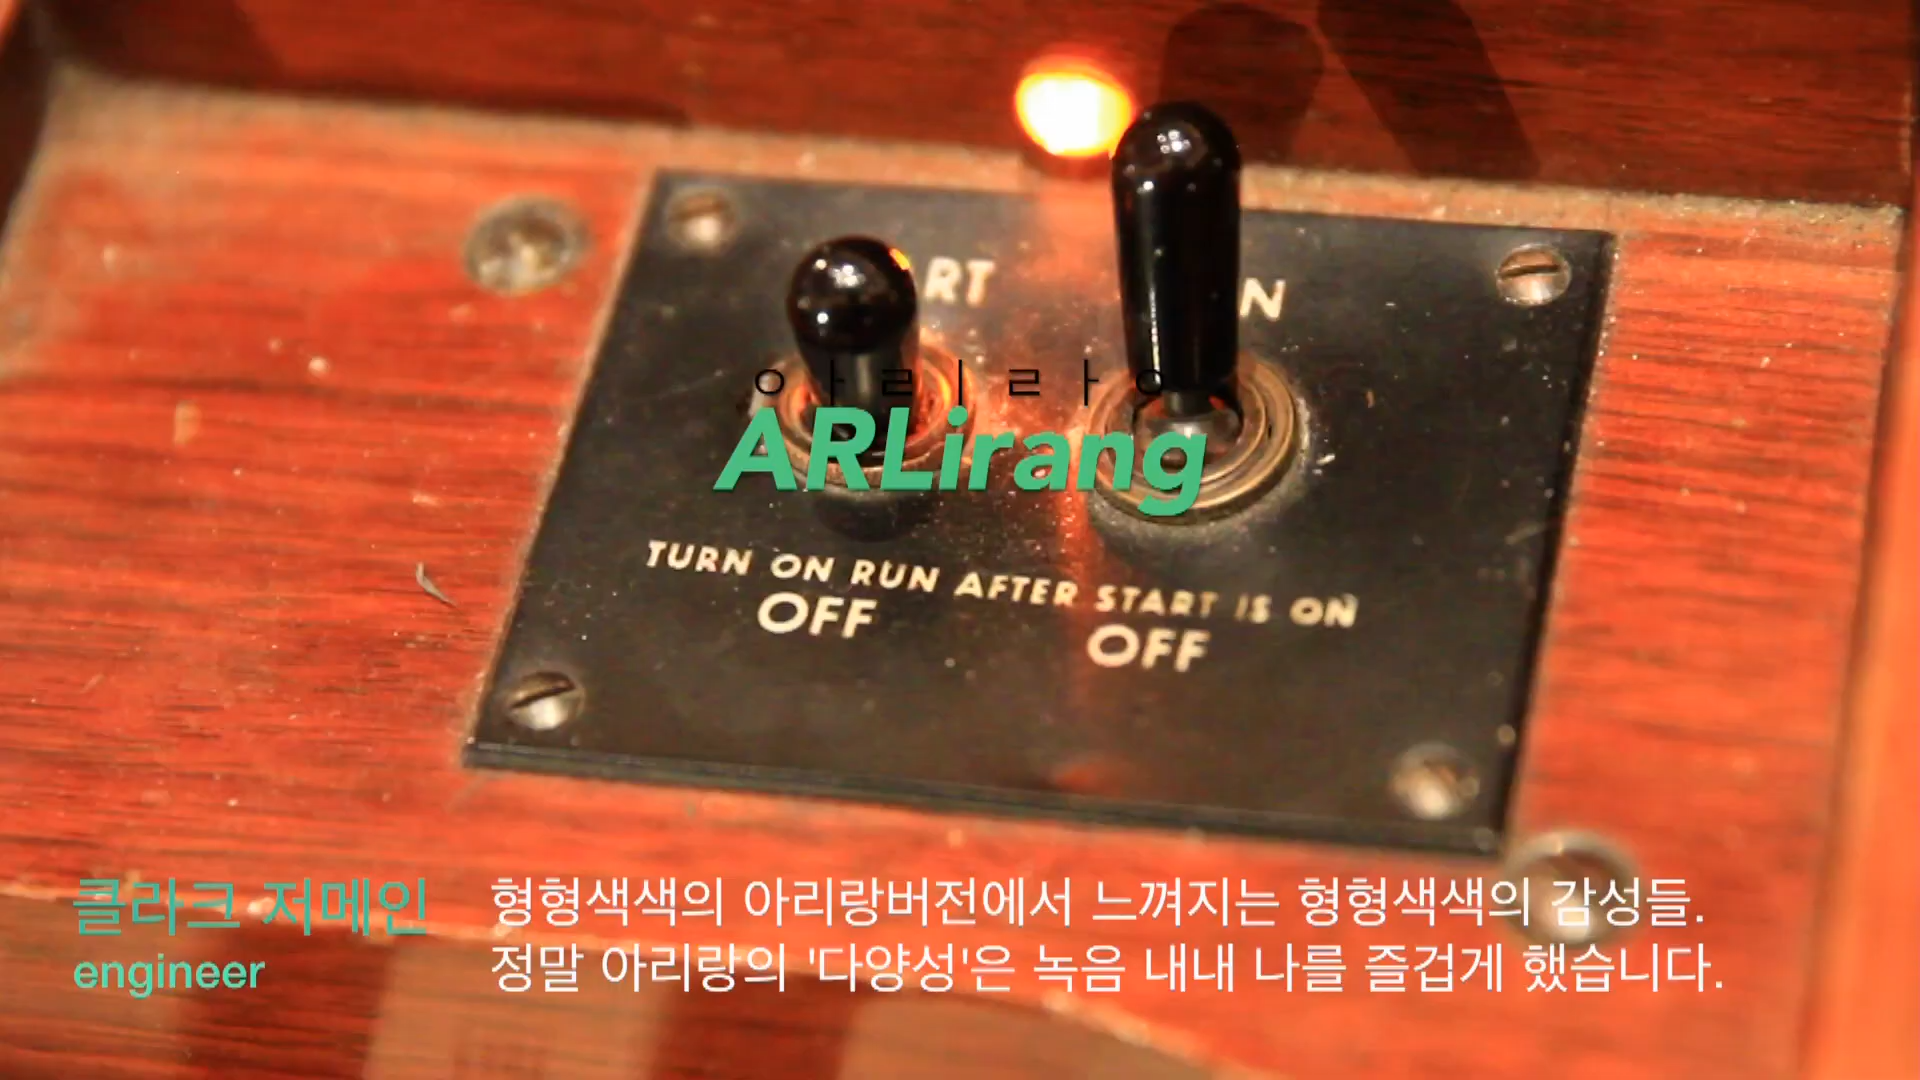 RT
N
ㅇㅏㄹㅣㄹㅏㅇ
ARLirang
TURN ON RUN AFTER START IS ON
OFF OFF
클라크 저메인
engineer
형형색색의 아리랑버전에서 느껴지는 형형색색의 감성들.
정말 아리랑의 '다양성'은 녹음 내내 나를 즐겁게 했습니다.